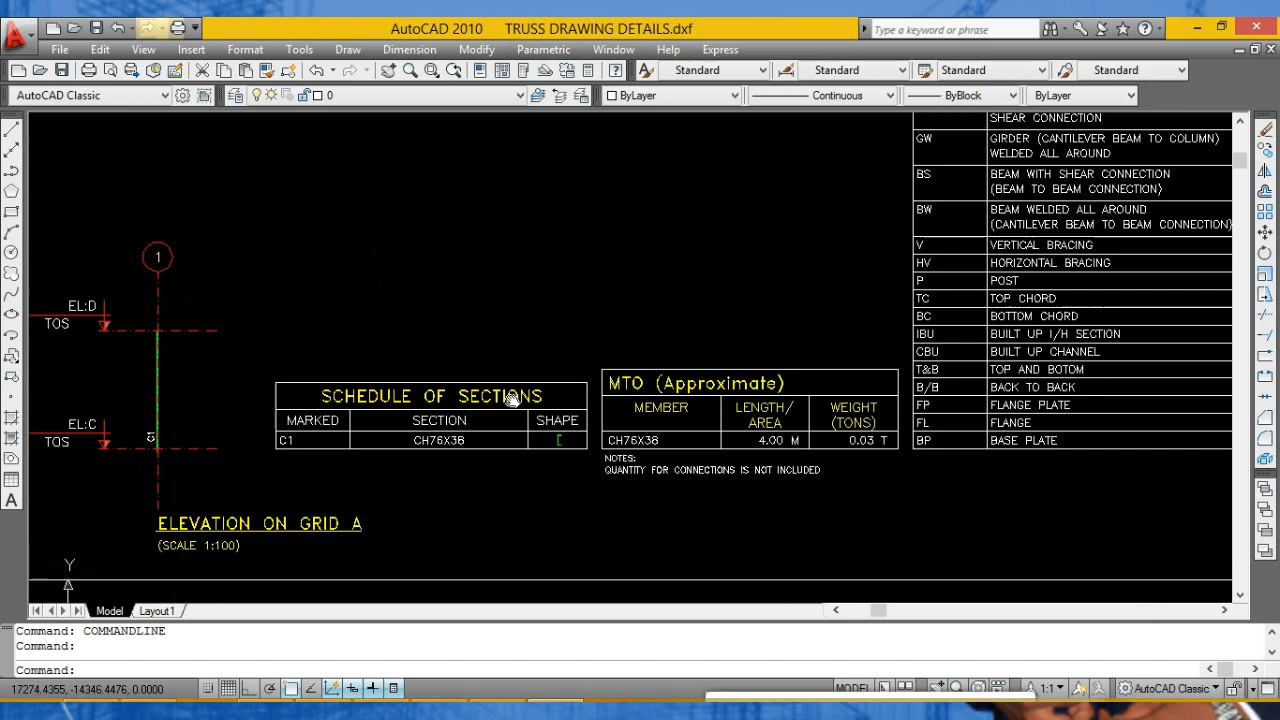 AutoCAD 2010 TRUSS DRAWING DETAILS.dxf
Type a keyword or phrase
File Edit View Insert Format Tools Draw Dimension Modify Parametric Window Help Express
Standard Standard Standard Standard
AutoCAD Classic 0 ByLayer Continuous ByBlock ByLayer
SHEAR CONNECTION
GW GIRDER (CANTILEVER BEAM TO COLUMN)
WELDED ALL AROUND
BS BEAM WITH SHEAR CONNECTION
(BEAM TO BEAM CONNECTION)
BW BEAM WELDED ALL AROUND
(CANTILEVER BEAM TO BEAM CONNECTION)
V VERTICAL BRACING
HV HORIZONTAL BRACING
P POST
TC TOP CHORD
BC BOTTOM CHORD
IBU BUILT UP I/H SECTION
CBU BUILT UP CHANNEL
T&B TOP AND BOTOM
B/B BACK TO BACK
FP FLANGE PLATE
FL FLANGE
BP BASE PLATE
1
EL:D
TOS
EL:C
TOS
C1
SCHEDULE OF SECTIONS
MARKED SECTION SHAPE
C1 CH76X38
MTO (Approximate)
MEMBER LENGTH/
AREA WEIGHT
(TONS)
CH76X38 4.00 M 0.03 T
NOTES:
QUANTITY FOR CONNECTIONS IS NOT INCLUDED
ELEVATION ON GRID A
(SCALE 1:100)
Y
Model Layout1
Command: COMMANDLINE
Command:
Command:
17274.4355, -14346.4476, 0.0000 MODEL 1:1 AutoCAD Classic